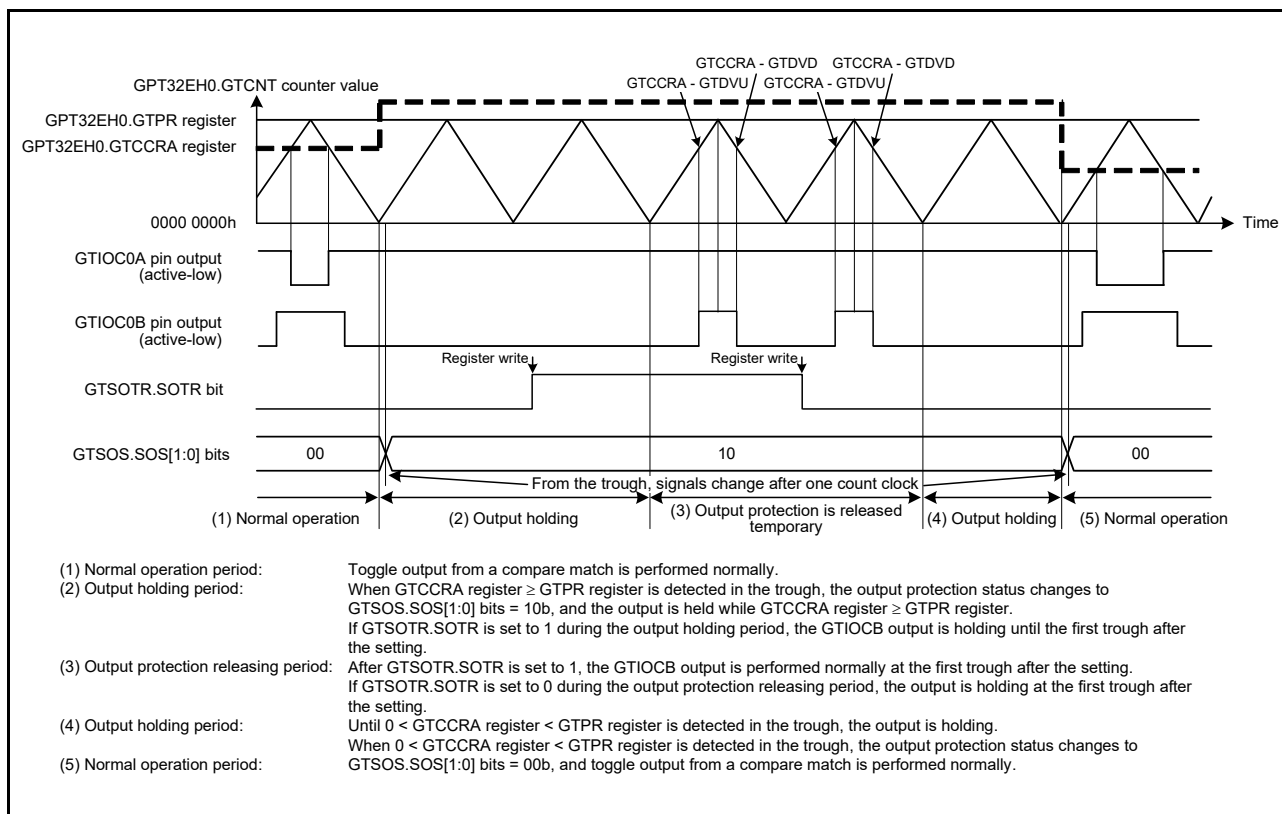 GTCCRA - GTDVD GTCCRA - GTDVD
GTCCRA - GTDVU GTCCRA - GTDVU
GPT32EH0.GTCNT counter value
GPT32EH0.GTPR register
GPT32EH0.GTCCRA register
0000 0000h
Time
GTIOC0A pin output
(active-low)
GTIOC0B pin output
(active-low)
Register write
Register write
GTSOTR.SOTR bit
GTSOS.SOS[1:0] bits
00
10
00
From the trough, signals change after one count clock
(1) Normal operation
(2) Output holding
(3) Output protection is released
temporary
(4) Output holding
(5) Normal operation
(1) Normal operation period: Toggle output from a compare match is performed normally.
(2) Output holding period: When GTCCRA register ≥ GTPR register is detected in the trough, the output protection status changes to
GTSOS.SOS[1:0] bits = 10b, and the output is held while GTCCRA register ≥ GTPR register.
If GTSOTR.SOTR is set to 1 during the output holding period, the GTIOCB output is holding until the first trough after
the setting.
(3) Output protection releasing period: After GTSOTR.SOTR is set to 1, the GTIOCB output is performed normally at the first trough after the setting.
If GTSOTR.SOTR is set to 0 during the output protection releasing period, the output is holding at the first trough after
the setting.
(4) Output holding period: Until 0 < GTCCRA register < GTPR register is detected in the trough, the output is holding.
When 0 < GTCCRA register < GTPR register is detected in the trough, the output protection status changes to
(5) Normal operation period: GTSOS.SOS[1:0] bits = 00b, and toggle output from a compare match is performed normally.